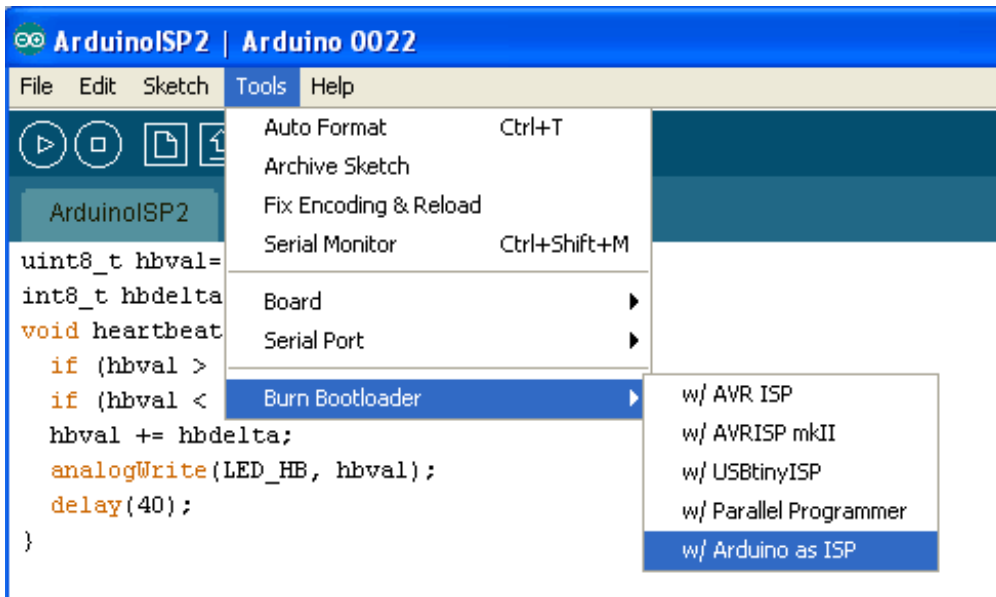 ArduinoISP2 | Arduino 0022
File Edit Sketch Tools Help
Auto Format Ctrl+T
Archive Sketch
Fix Encoding & Reload
Serial Monitor Ctrl+Shift+M
Board
Serial Port
Burn Bootloader
w/ AVR ISP
w/ AVRISP mkII
w/ USBtinyISP
w/ Parallel Programmer
w/ Arduino as ISP
ArduinoISP2
uint8_t hbval=
int8_t hbdelta
void heartbeat
if (hbval >
if (hbval <
hbval += hbdelta;
analogWrite(LED_HB, hbval);
delay(40);
}